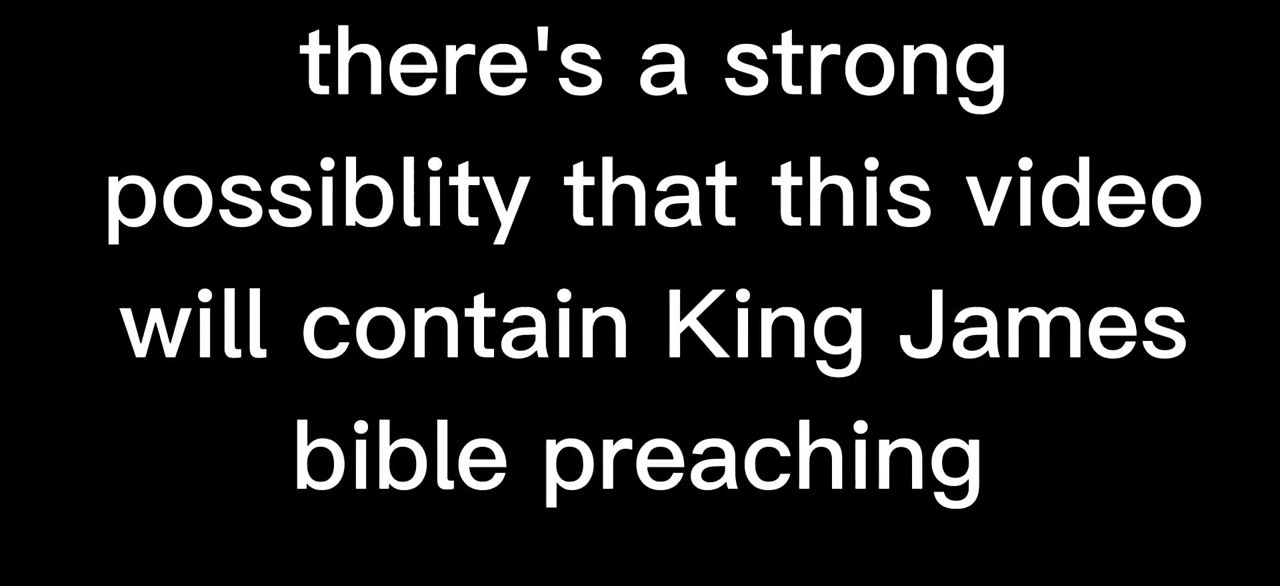 there's a strong
possiblity that this video
will contain King James
bible preaching